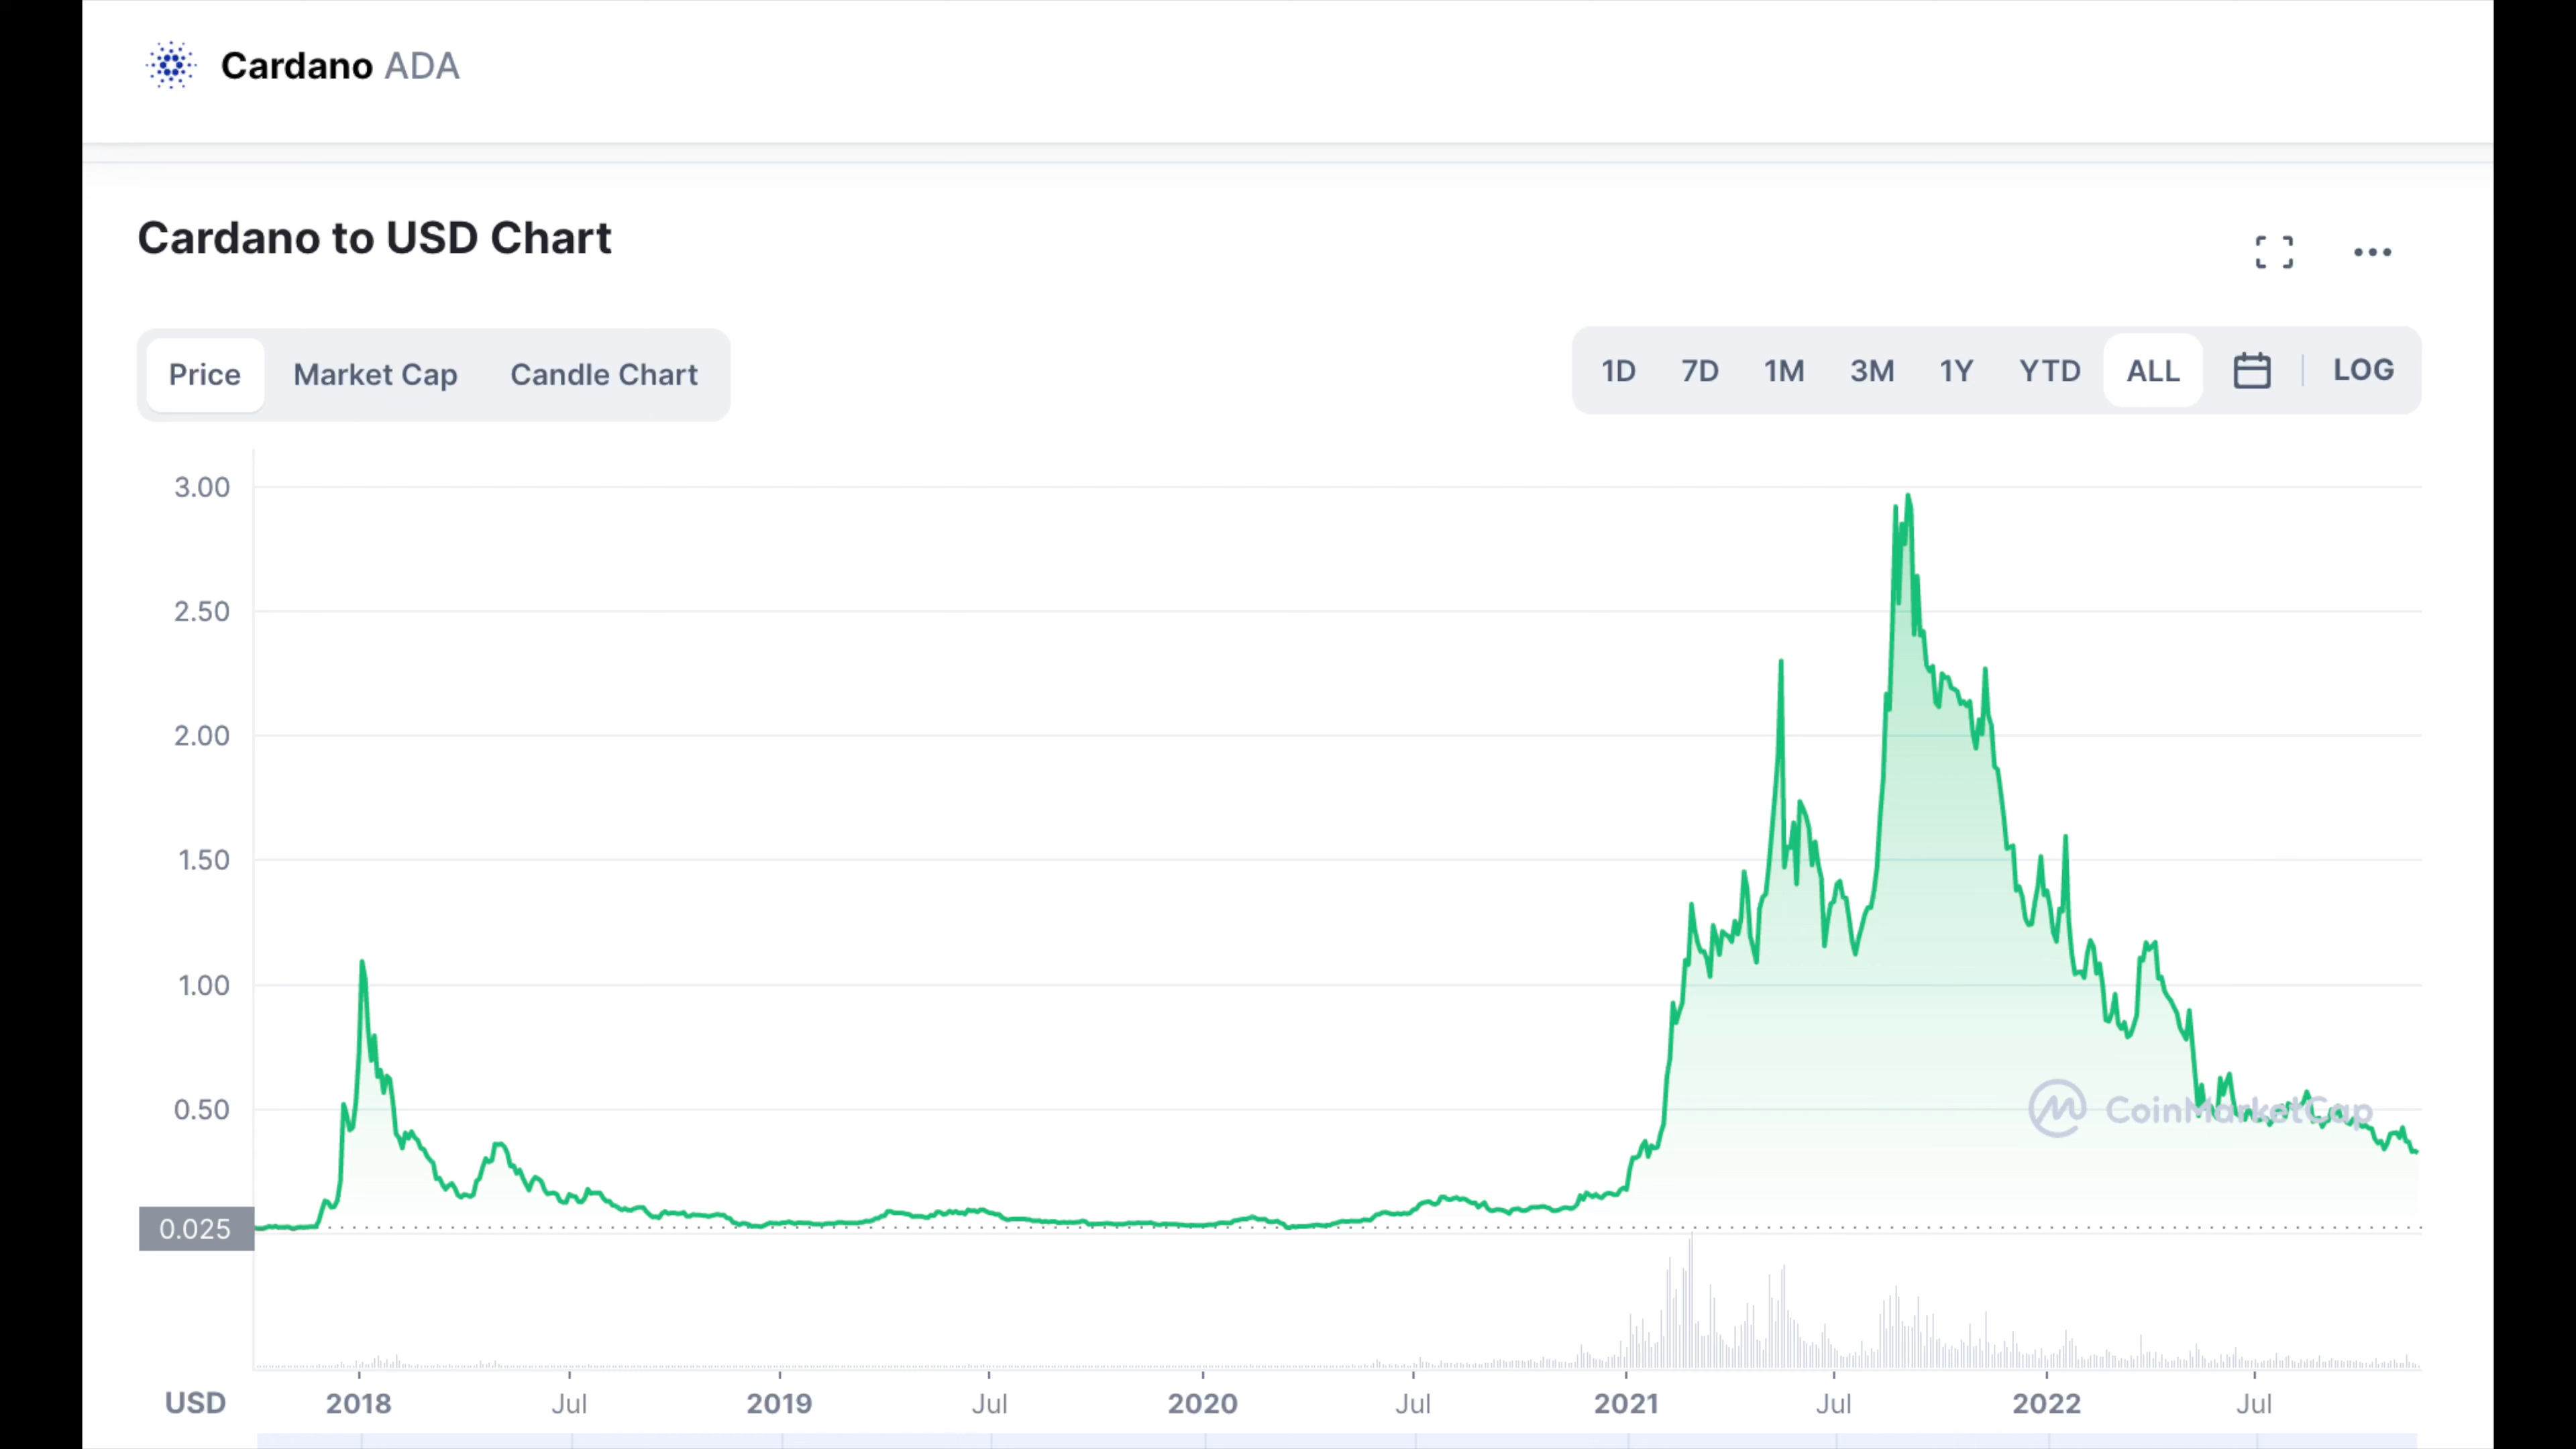 Cardano ADA
Cardano to USD Chart
Price Market Cap Candle Chart
1D 7D 1M 3M 1Y YTD ALL LOG
3.00
2.50
2.00
1.50
1.00
0.50
CoinMarketCap
0.025
USD 2018 Jul 2019 Jul 2020 Jul 2021 Jul 2022 Jul